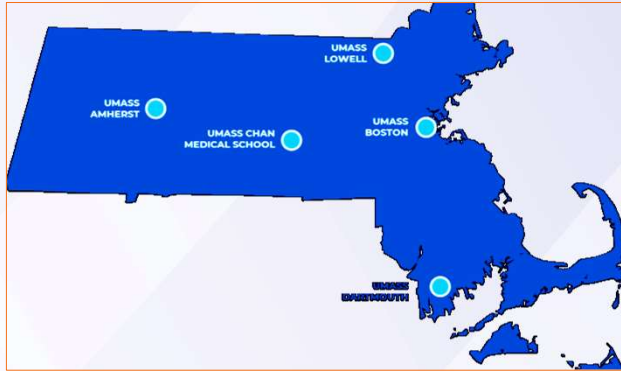 UMASS
LOWELL
UMASS
AMHERST
UMASS CHAN
MEDICAL SCHOOL
UMASS
BOSTON
UMASS
DARTMOUTH